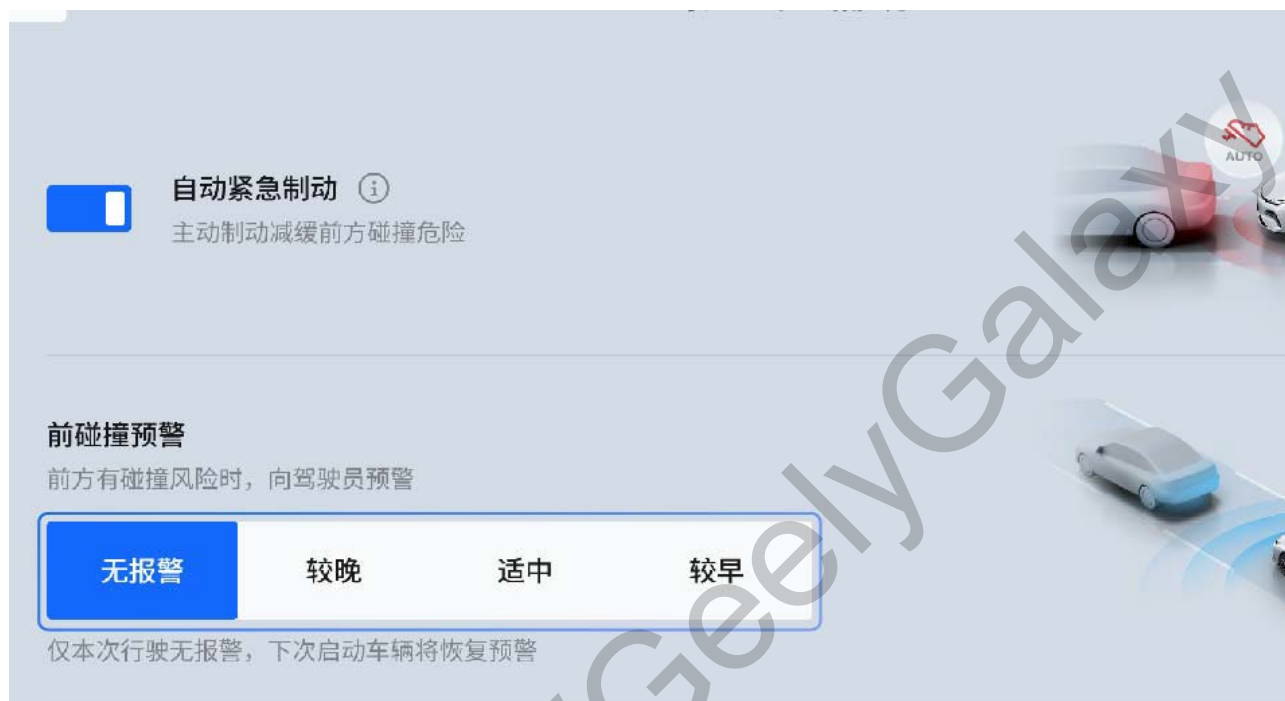 AUTO
自动紧急制动
主动制动减缓前方碰撞危险
前碰撞预警
前方有碰撞风险时，向驾驶员预警
无报警 较晚 适中 较早
仅本次行驶无报警，下次启动车辆将恢复预警
GeelyGalaxy